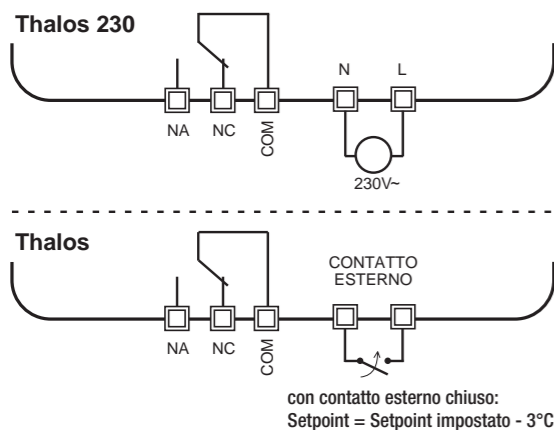 Thalos 230
N L
NA NC COM
230V~
Thalos
CONTATTO
ESTERNO
NA NC COM
con contatto esterno chiuso:
Setpoint = Setpoint impostato - 3°C